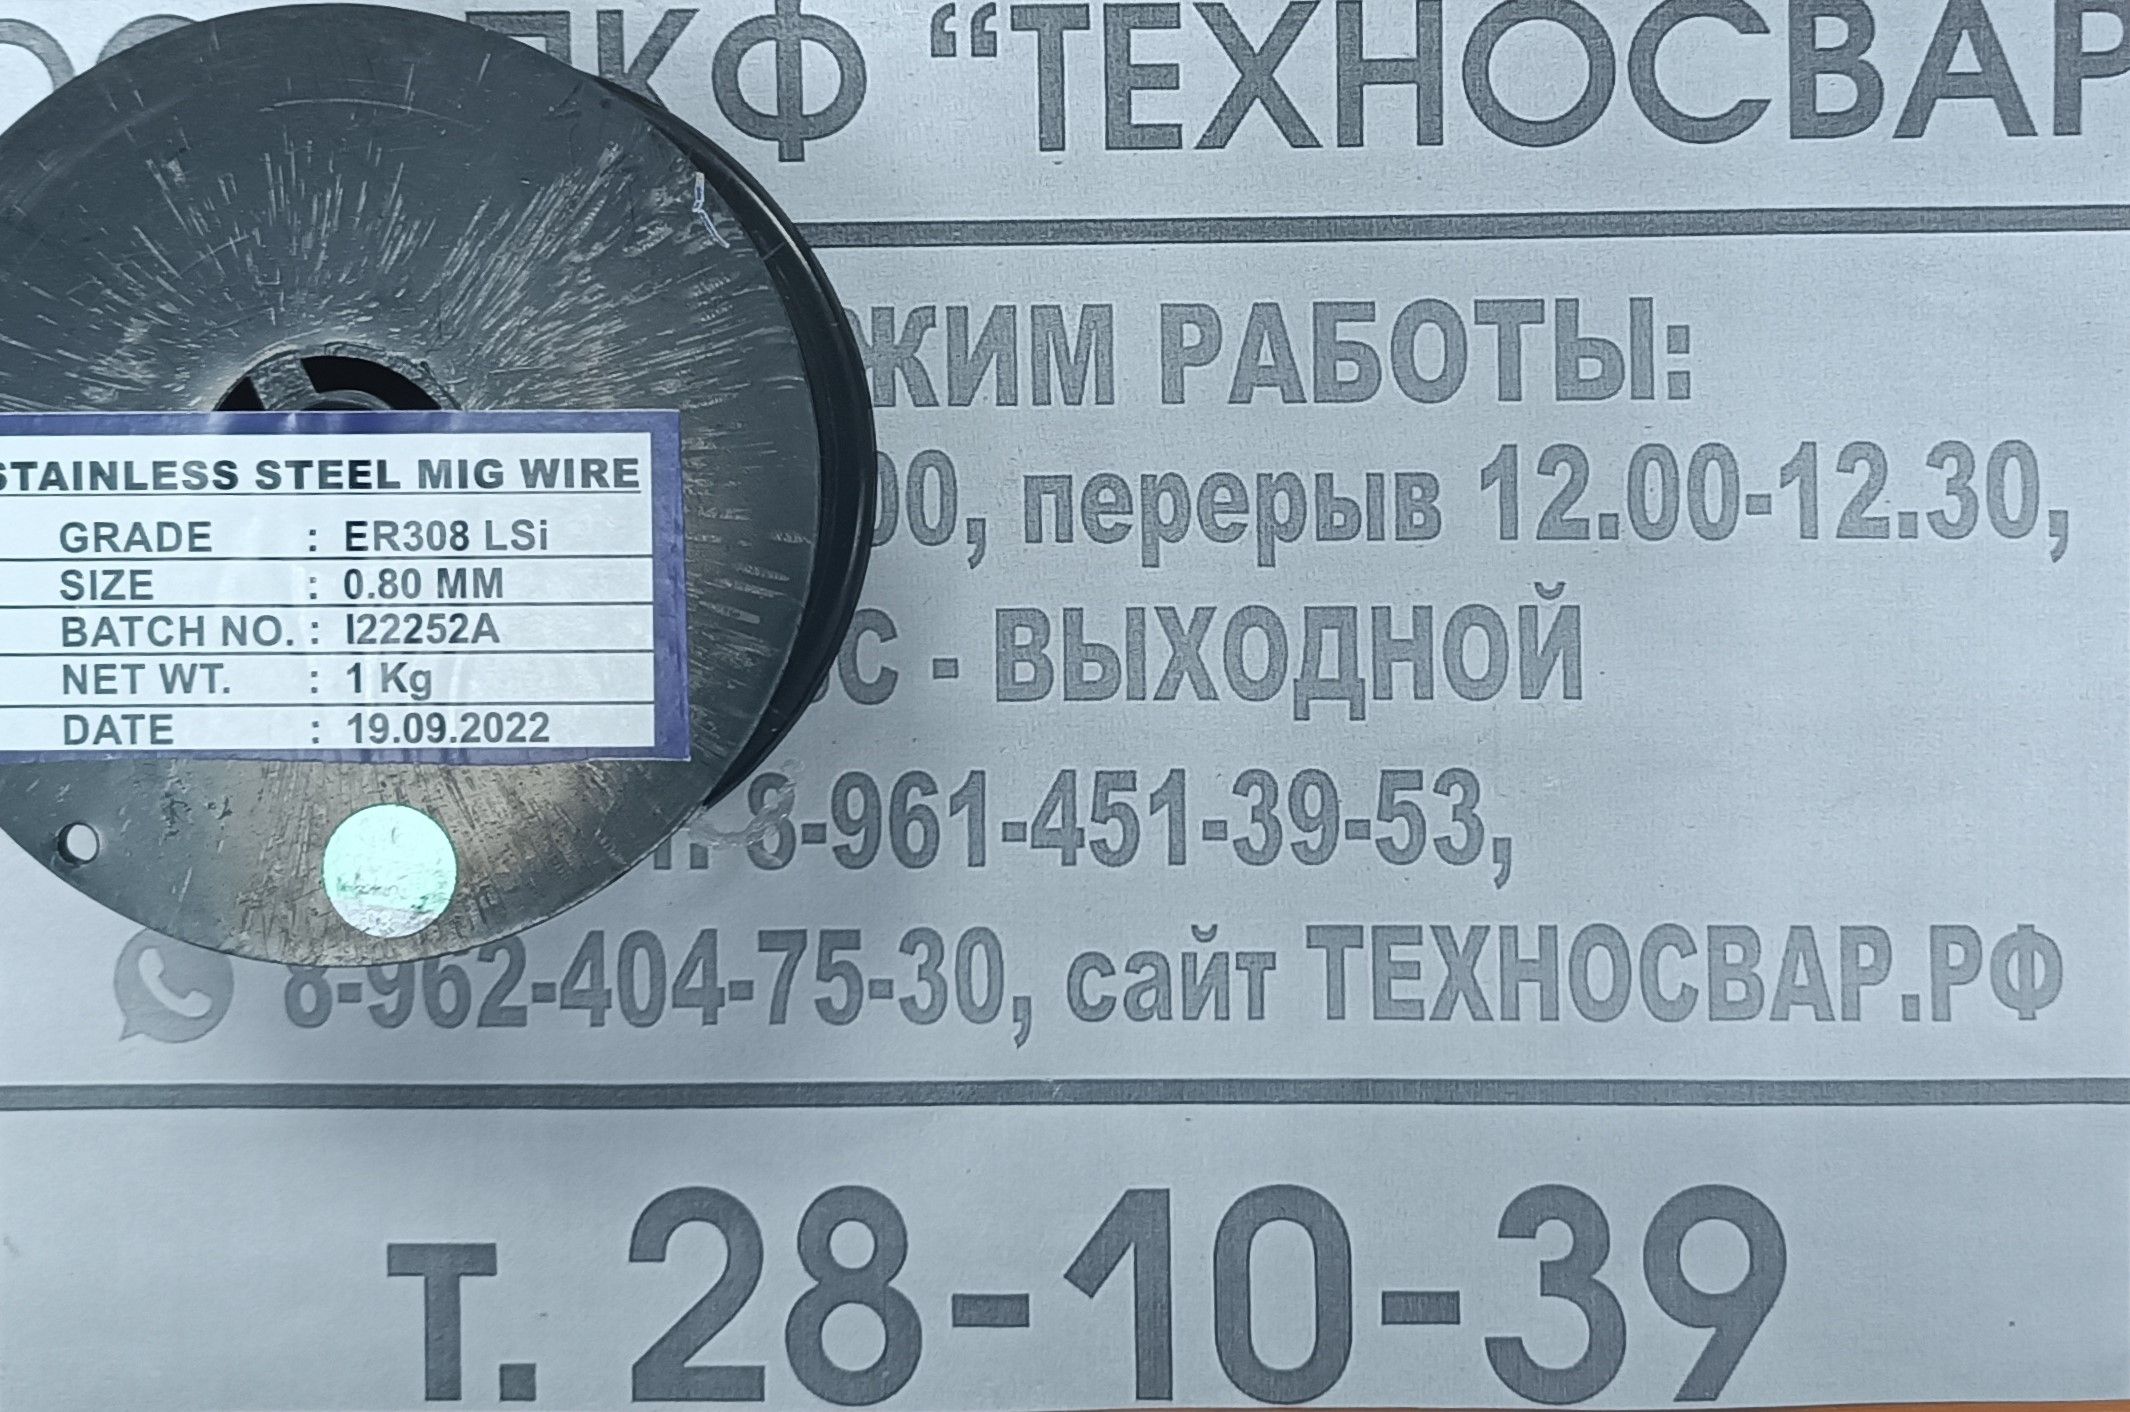 ПКФ “ТЕХНОСВАР
РАБОТЫ:
перерыв 12.00-12.30,
- ВЫХОДНОЙ
8-961-451-39-53,
8-962-404-75-30, сайт ТЕХНОСВАР.РФ
т. 28-10-39
STAINLESS STEEL MIG WIRE
GRADE : ER308 LSi
SIZE : 0.80 MM
BATCH NO. : I22252A
NET WT. : 1 Kg
DATE : 19.09.2022